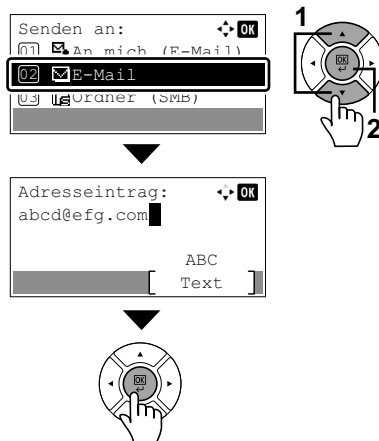 Senden an: OK
01 An mich (E-Mail)
02 E-Mail
03 Ordner (SMB)
1
OK
2
Adresseintrag: OK
abcd@efg.com
ABC
[ Text ]
OK